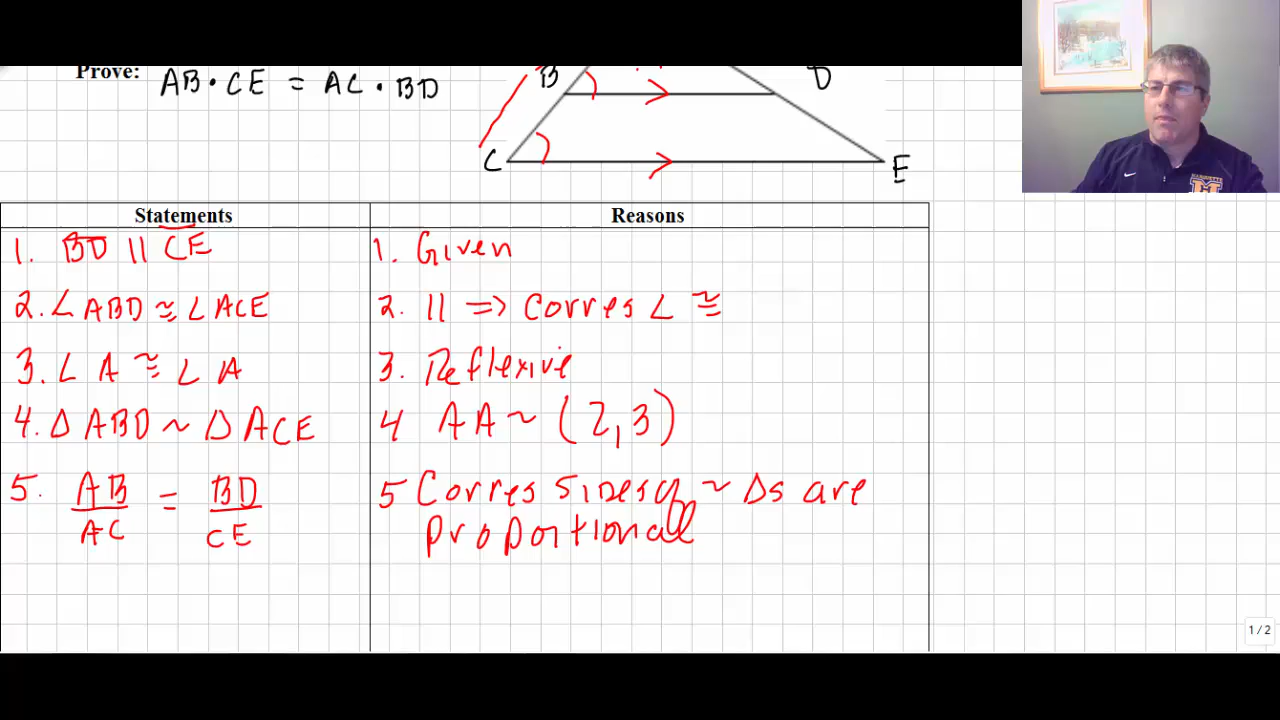 Prove: AB · CE = AC · BD
B
D
C
E
Statements
Reasons
1. BD || CE
1. Given
2. ∠ABD ≅ ∠ACE
2. || => Corres ∠ ≅
3. ∠A ≅ ∠A
3. Reflexive
4. Δ ABD ~ Δ ACE
4 AA~ (2,3)
5. AB/AC = BD/CE
5 Corres Sides of ~ Δs are
proportional
MARQUETTE
1 / 2